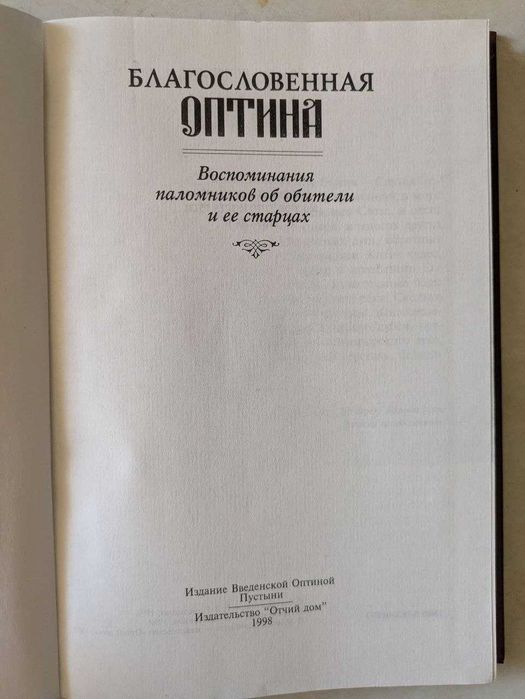 БЛАГОСЛОВЕННАЯ
ОПТИНА
Воспоминания
паломников об обители
и ее старцах
Издание Введенской Оптиной
Пустыни
Издательство "Отчий дом"
1998